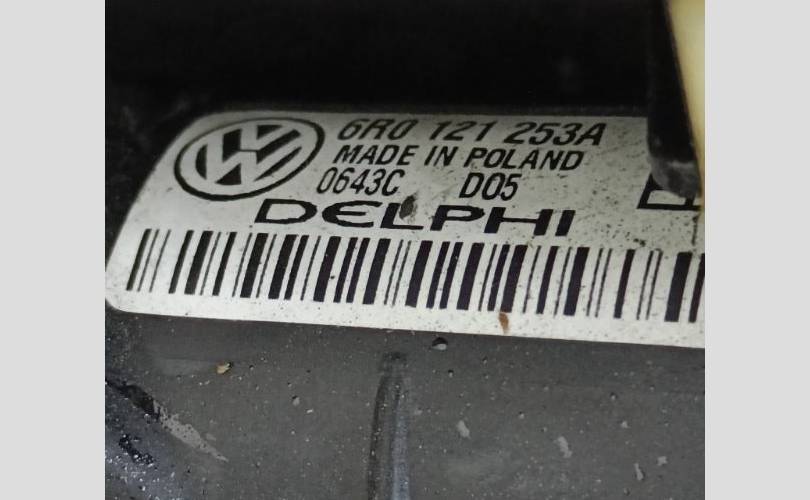 6R0 121 253A
MADE IN POLAND
0643C D05
DELPHI